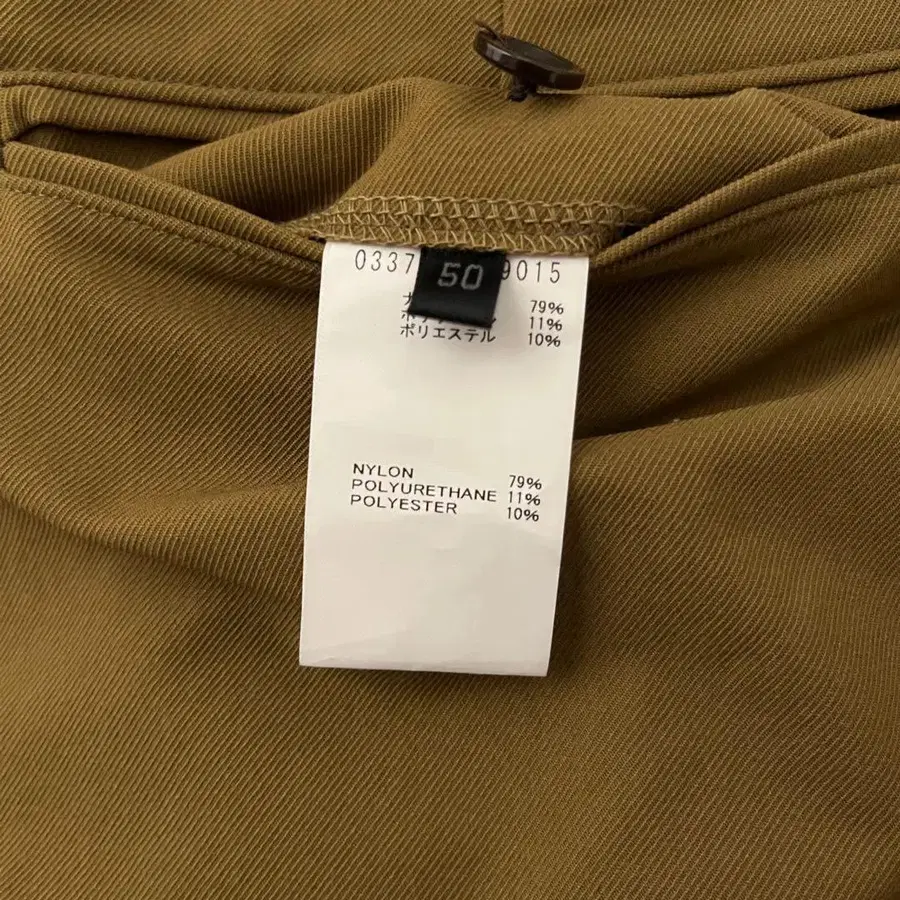 0337
50
9015
79%
11%
ポリエステル 10%
NYLON 79%
POLYURETHANE 11%
POLYESTER 10%